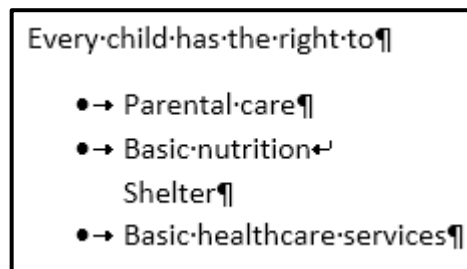 Every·child·has·the·right·to¶
●→ Parental·care¶
●→ Basic·nutrition↵
Shelter¶
●→ Basic·healthcare·services¶